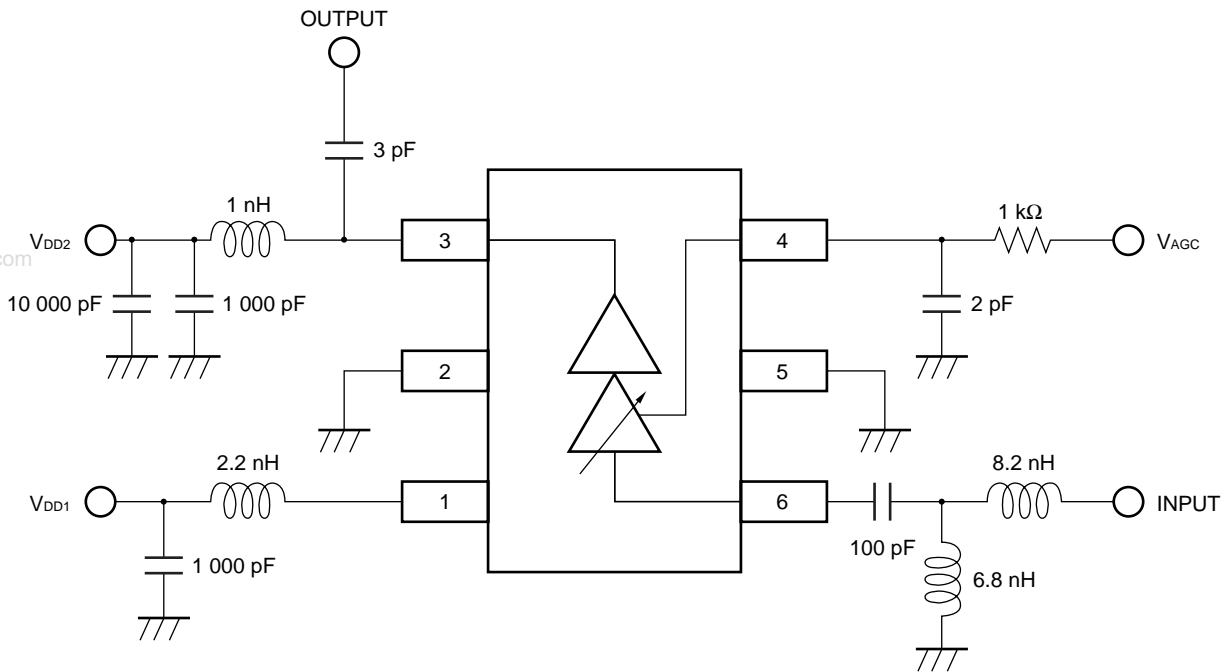 OUTPUT
3 pF
1 nH
VDD2
3
4
1 kΩ
VAGC
com
10 000 pF
1 000 pF
2 pF
2
5
2.2 nH
8.2 nH
VDD1
1
6
INPUT
1 000 pF
100 pF
6.8 nH